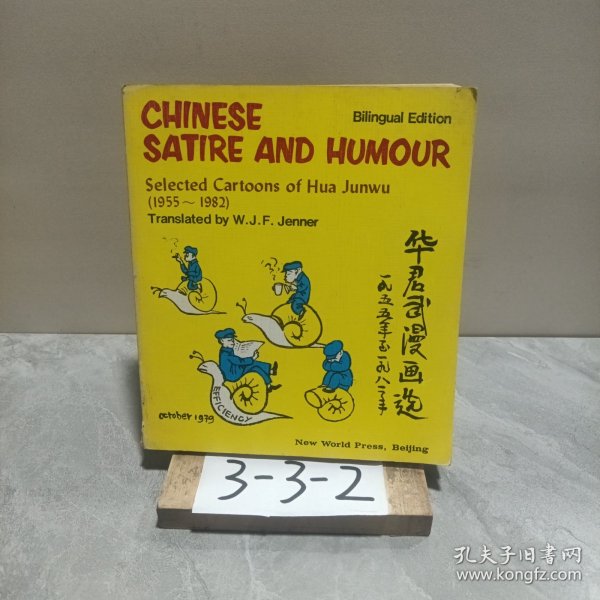 CHINESE
Bilingual Edition
SATIRE AND HUMOUR
Selected Cartoons of Hua Junwu
(1955～1982)
Translated by W.J.F. Jenner
华君武漫画选
一九五五年至一九八二年
EFFICIENCY
october 1979
New World Press, Beijing
3-3-2
孔夫子旧书网
www.kongfz.com